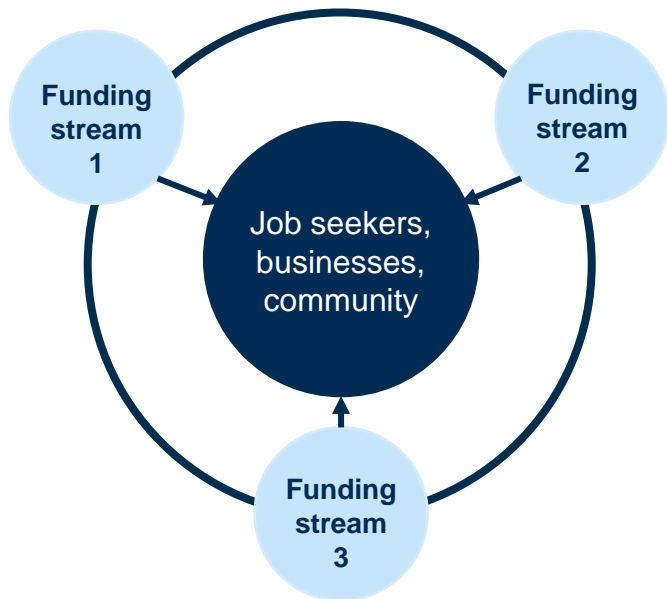 Funding
stream
1
Funding
stream
2
Job seekers,
businesses,
community
Funding
stream
3